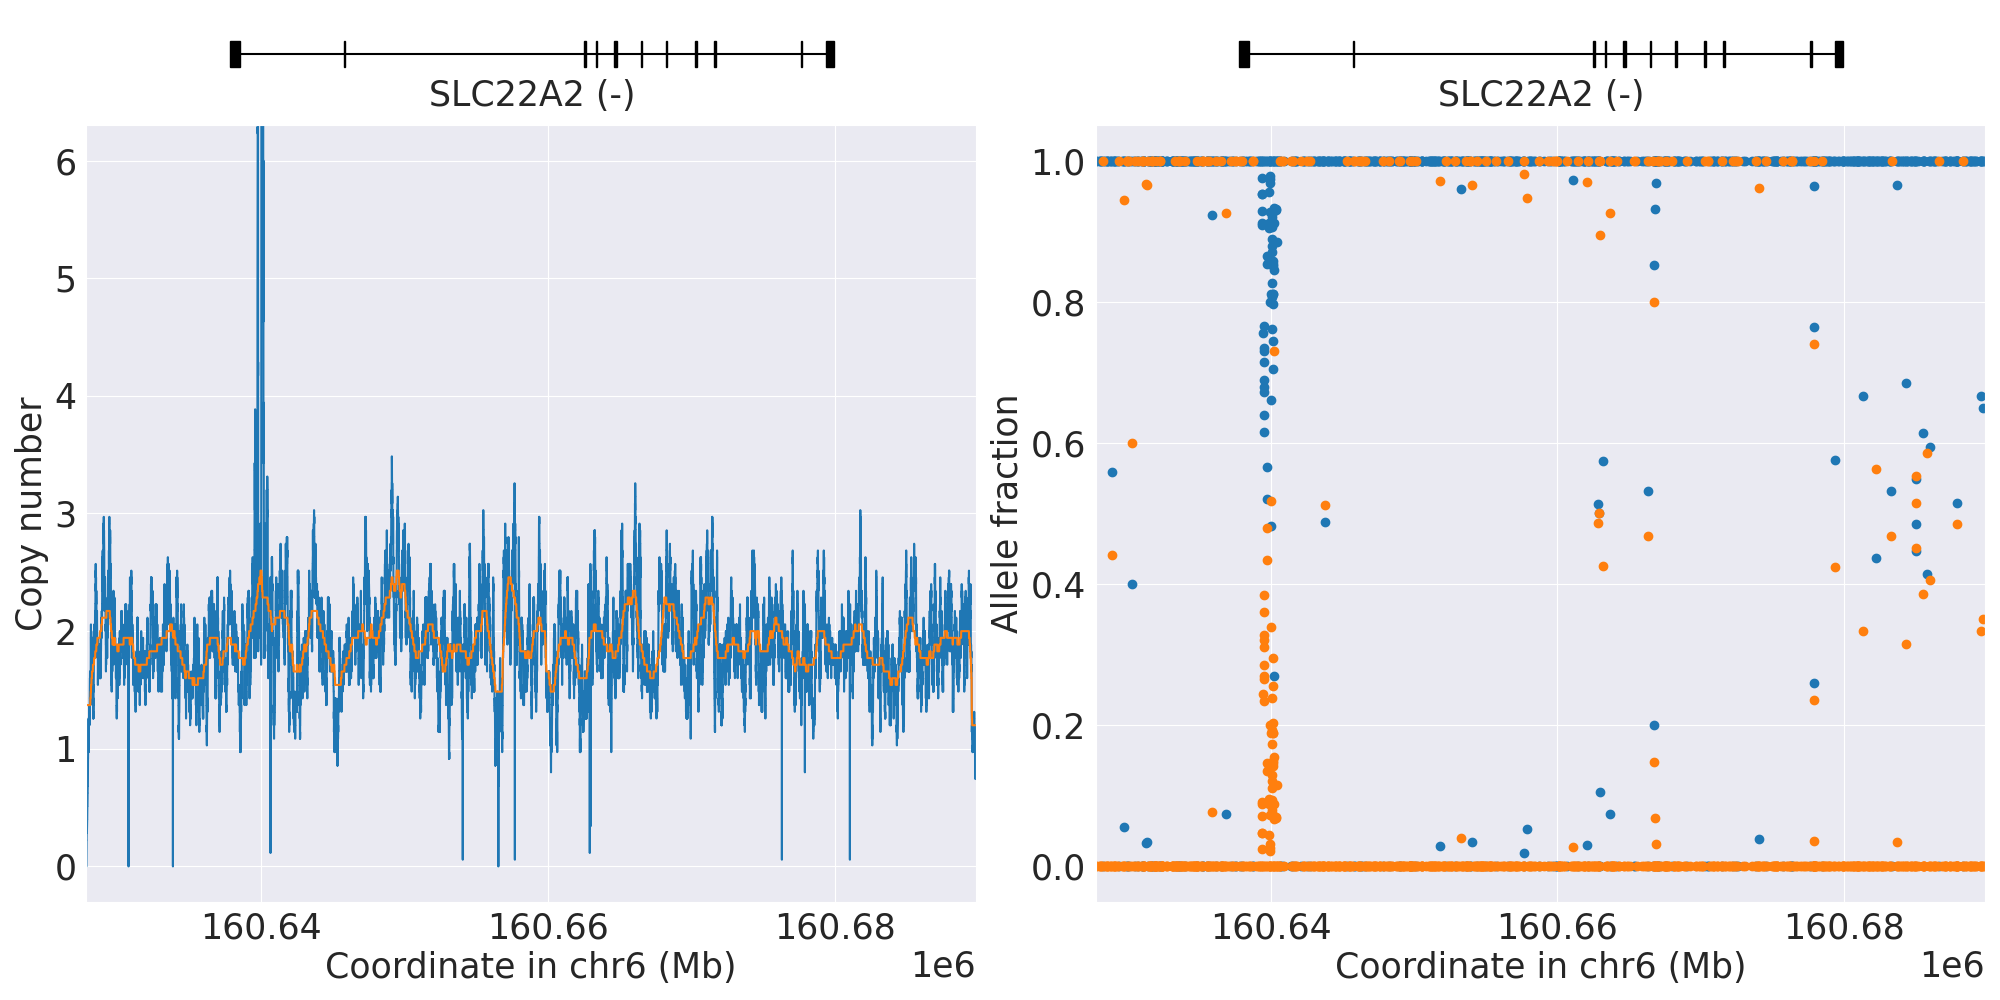 SLC22A2 (-)
6
5
4
3
2
1
0
Copy number
160.64
160.66
160.68
Coordinate in chr6 (Mb)
1e6
SLC22A2 (-)
1.0
0.8
0.6
0.4
0.2
0.0
Allele fraction
160.64
160.66
160.68
Coordinate in chr6 (Mb)
1e6